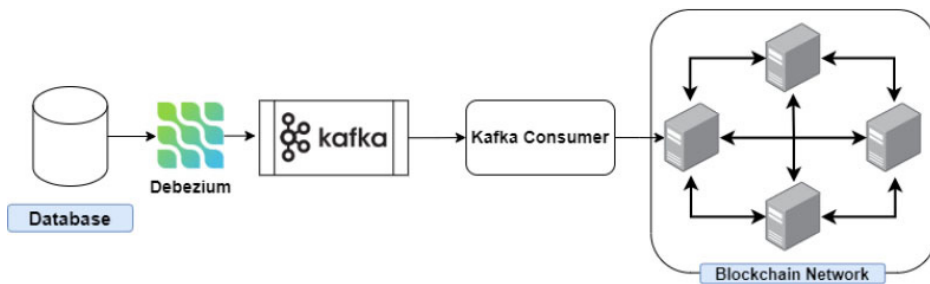 Database
Debezium
kafka
Kafka Consumer
Blockchain Network